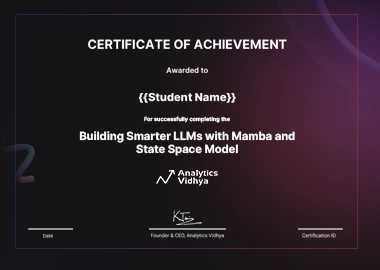 CERTIFICATE OF ACHIEVEMENT
Awarded to
{{Student Name}}
For successfully completing the
Building Smarter LLMs with Mamba and
State Space Model
Analytics
Vidhya
Date
Founder & CEO, Analytics Vidhya
Certification ID